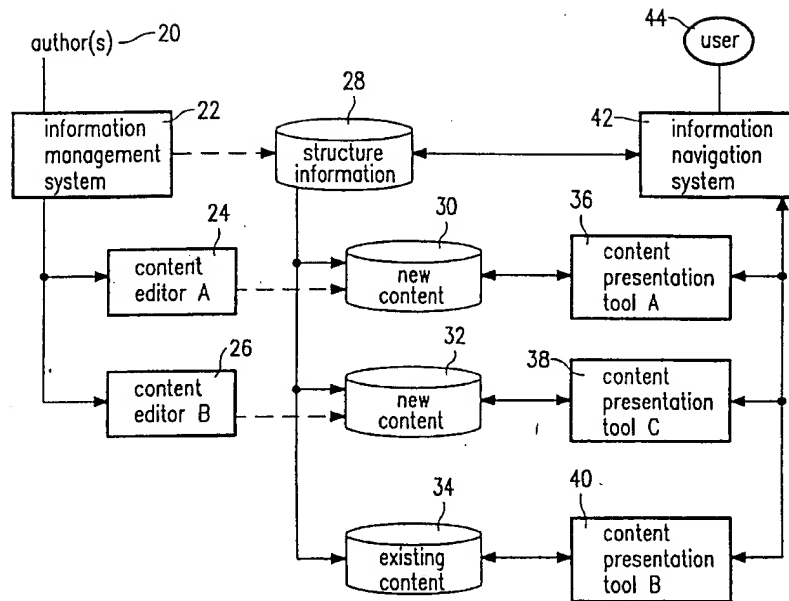 author(s) 20
44
user
information
management
system
22
28
structure
information
42
information
navigation
system
24
content
editor A
30
new
content
36
content
presentation
tool A
26
content
editor B
32
new
content
38
content
presentation
tool C
34
existing
content
40
content
presentation
tool B